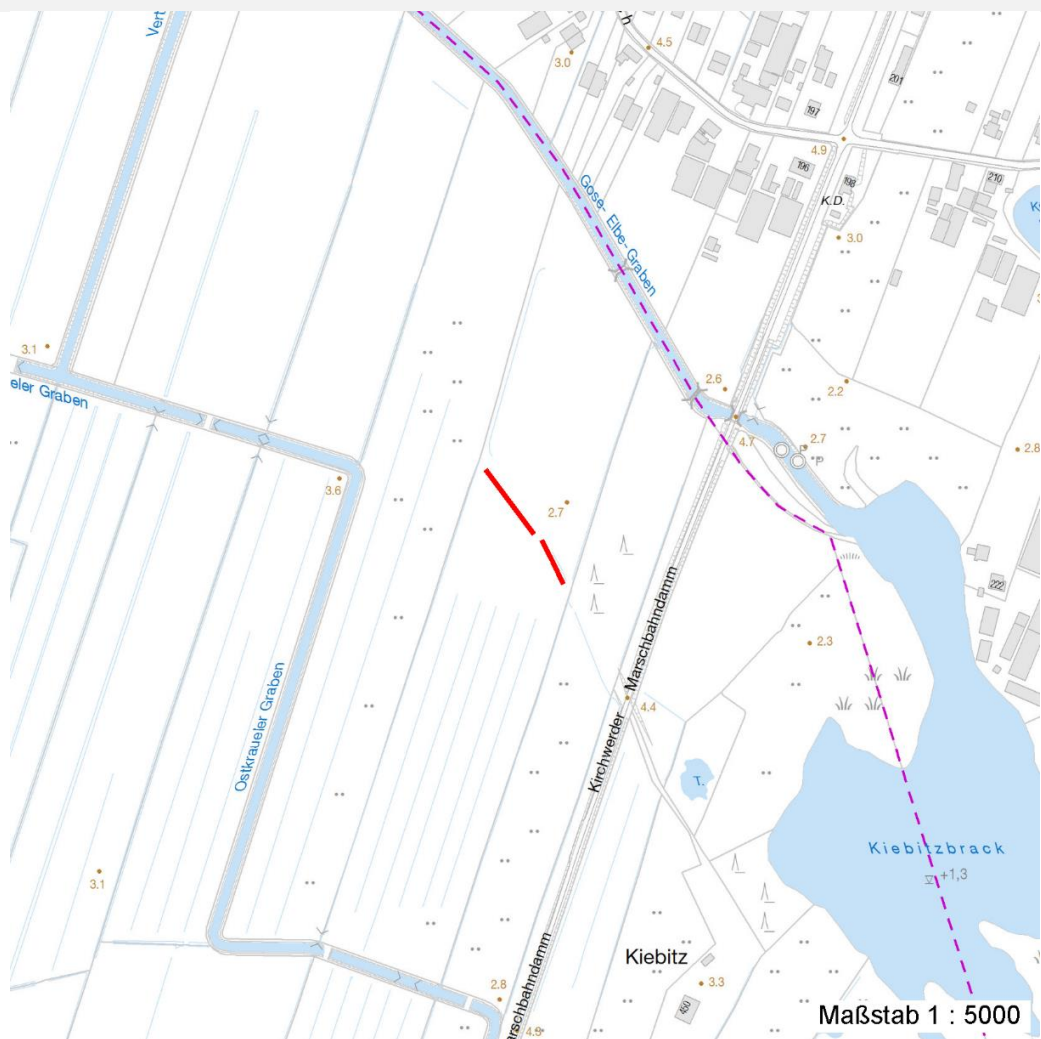 Vert
ch
4.5
3.0
201
197
4.9
196
198
210
K.D.
3.0
Gose- Elbe-Graben
3.1
eler Graben
2.6
2.2
4.7
2.7
P
P
2.8
3.6
2.7
222
Marschbahndamm
2.3
Ostkraueler Graben
4.4
Kirchwerder
T.
Kiebitzbrack
+1,3
3.1
Kiebitz
3.3
2.8
450
arschbahndamm
Maßstab 1 : 5000